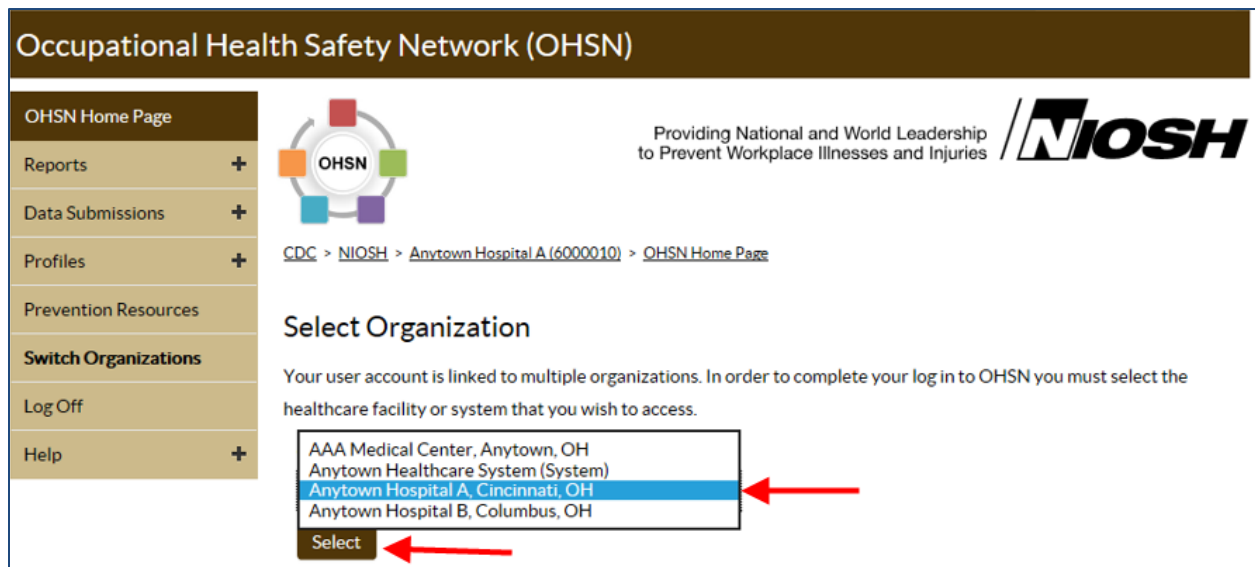 Occupational Health Safety Network (OHSN)
OHSN Home Page
Reports +
Data Submissions +
Profiles +
Prevention Resources
Switch Organizations
Log Off
Help +
OHSN
Providing National and World Leadership
to Prevent Workplace Illnesses and Injuries
NIOSH
CDC > NIOSH > Anytown Hospital A (6000010) > OHSN Home Page
Select Organization
Your user account is linked to multiple organizations. In order to complete your log in to OHSN you must select the
healthcare facility or system that you wish to access.
AAA Medical Center, Anytown, OH
Anytown Healthcare System (System)
Anytown Hospital A, Cincinnati, OH
Anytown Hospital B, Columbus, OH
Select